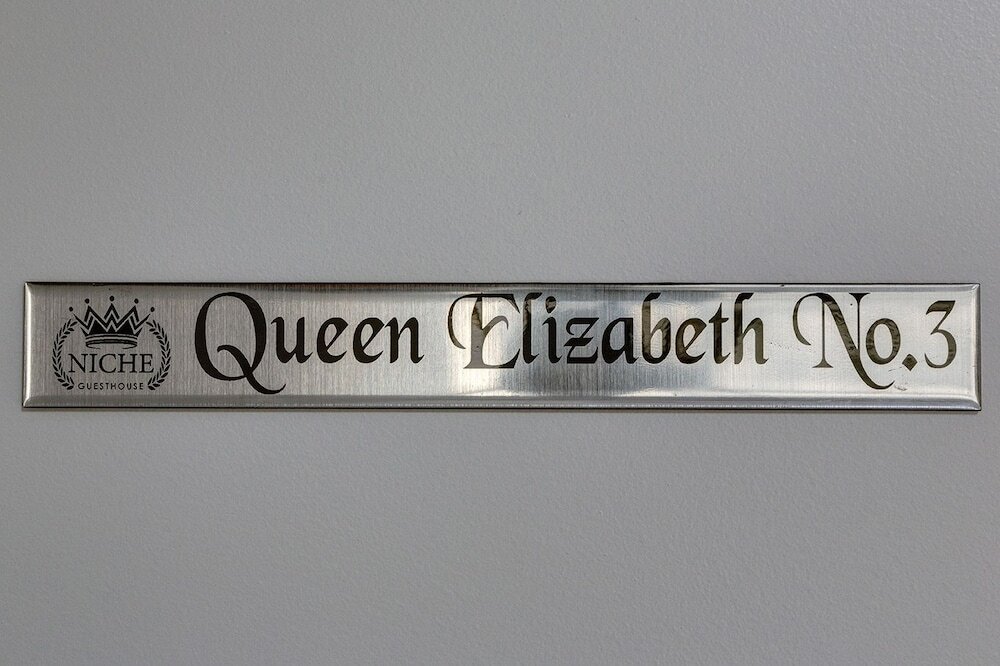 NICHE
GUESTHOUSE
Queen Elizabeth No.3